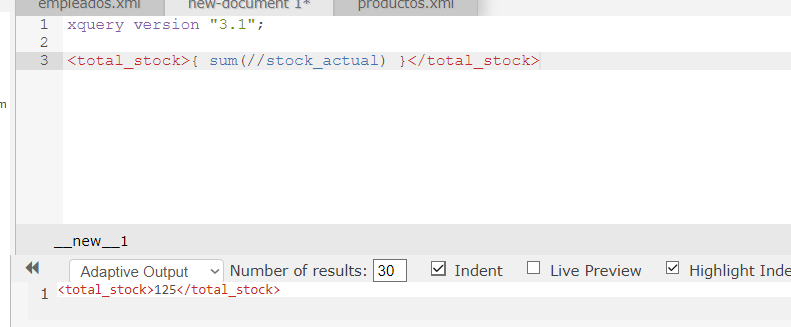 empleados.xml new-document 1* productos.xml
1 xquery version "3.1";
2
3 <total_stock>{ sum(//stock_actual) }</total_stock>
m
__new__1
Adaptive Output Number of results: 30 Indent Live Preview Highlight Inde
1 <total_stock>125</total_stock>